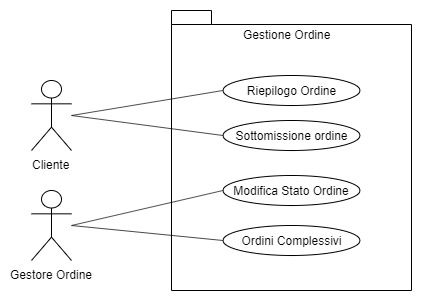 Gestione Ordine
Riepilogo Ordine
Sottomissione ordine
Cliente
Modifica Stato Ordine
Ordini Complessivi
Gestore Ordine